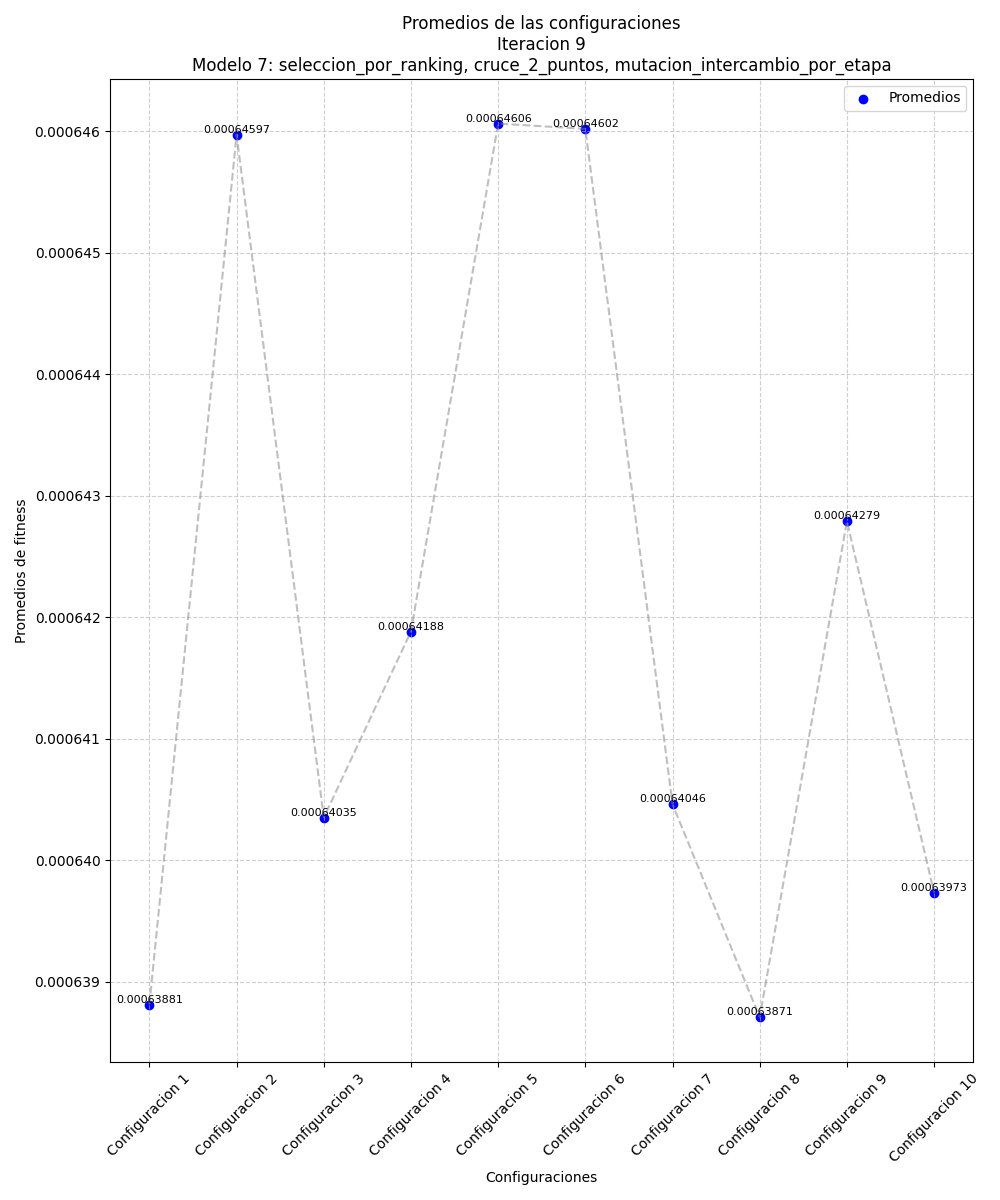 Promedios de las configuraciones
Iteracion 9
Modelo 7: seleccion_por_ranking, cruce_2_puntos, mutacion_intercambio_por_etapa
Promedios
0.000646
0.000645
0.000644
0.000643
0.000642
0.000641
0.000640
0.000639
Promedios de fitness
0.00063881
0.00064597
0.00064035
0.00064188
0.00064606
0.00064602
0.00064046
0.00063871
0.00064279
0.00063973
Configuracion 1
Configuracion 2
Configuracion 3
Configuracion 4
Configuracion 5
Configuracion 6
Configuracion 7
Configuracion 8
Configuracion 9
Configuracion 10
Configuraciones